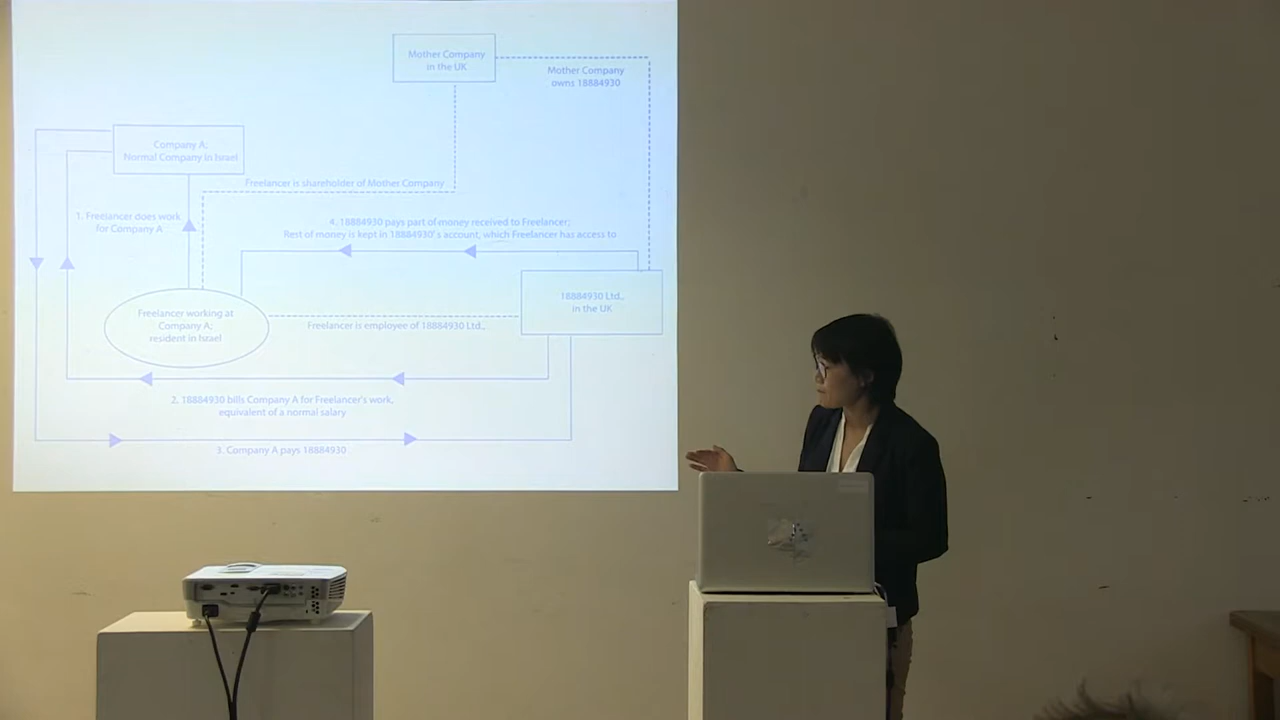 Mother Company
in the UK
Mother Company
owns 18884930
Company A;
Normal Company in Israel
Freelancer is shareholder of Mother Company
1. Freelancer does work
for Company A
4. 18884930 pays part of money received to Freelancer;
Rest of money is kept in 18884930's account, which Freelancer has access to
18884930 Ltd.,
in the UK
Freelancer working at
Company A;
resident in Israel
Freelancer is employee of 18884930 Ltd.,
2. 18884930 bills Company A for Freelancer's work,
equivalent of a normal salary
3. Company A pays 18884930